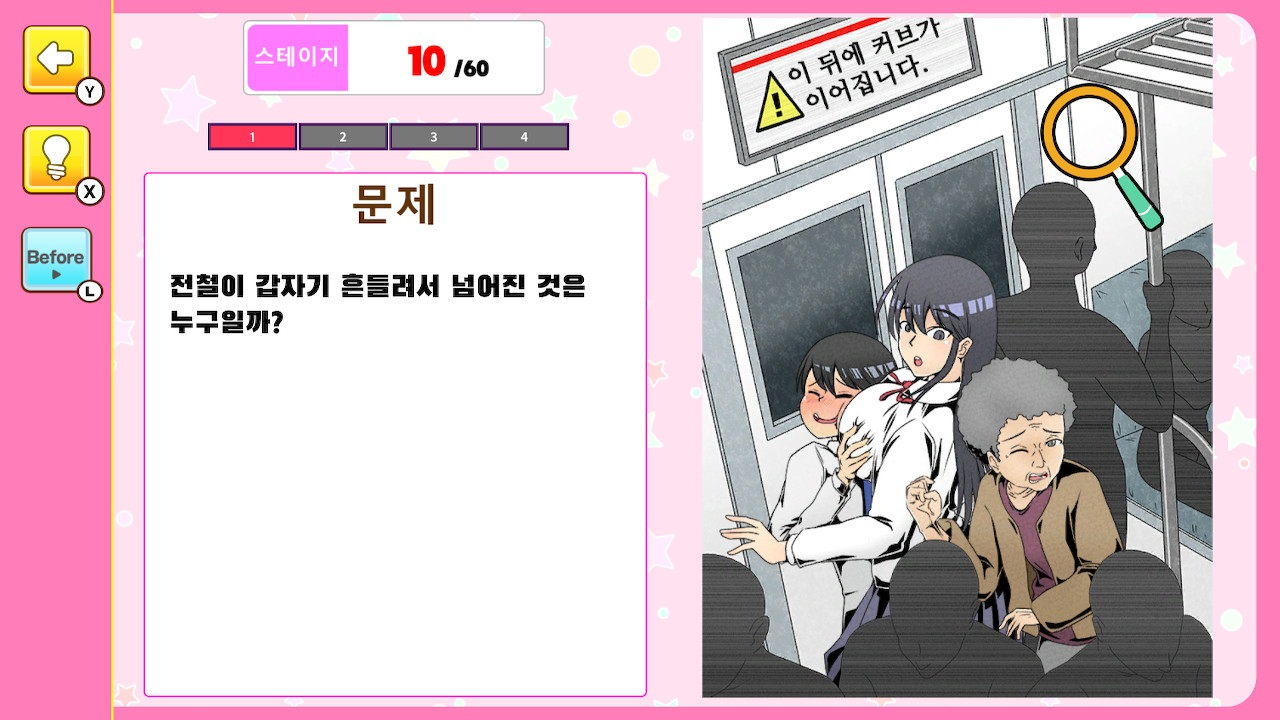 스테이지
10 /60
1 2 3 4
Y
X
Before
L
문제
전철이 갑자기 흔들려서 넘어진 것은
누구일까?
이 뒤에 커브가
이어집니다.